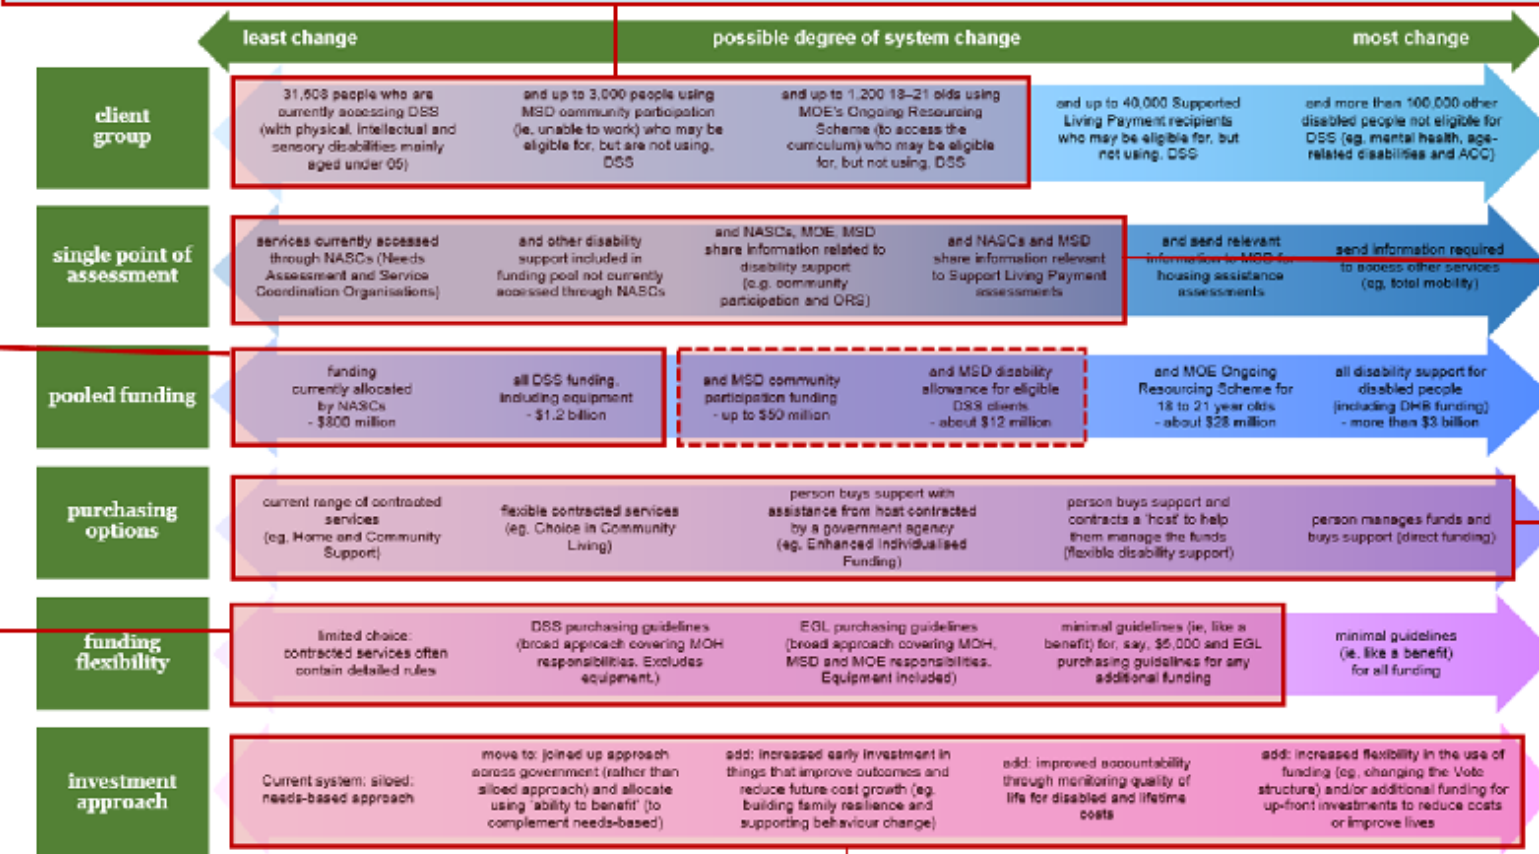 least change
possible degree of system change
most change
client
group
31,608 people who are
currently accessing DSS
(with physical, intellectual and
sensory disabilities mainly
aged under 65)
and up to 3,000 people using
MSD community participation
(ie, unable to work) who may be
eligible for, but are not using,
DSS
and up to 1,200 18–21 olds using
MOE's Ongoing Resourcing
Scheme (to access the
curriculum) who may be eligible
for, but not using, DSS
and up to 40,000 Supported
Living Payment recipients
who may be eligible for, but
not using, DSS
and more than 100,000 other
disabled people not eligible for
DSS (eg, mental health, age-
related disabilities and ACC)
single point of
assessment
services currently accessed
through NASCs (Needs
Assessment and Service
Coordination Organisations)
and other disability
support included in
funding pool not currently
accessed through NASCs
and NASCs, MOE, MSD
share information related to
disability support
(e.g. community
participation and ORS)
and NASCs and MSD
share information relevant
to Support Living Payment
assessments
and send relevant
information to MSD for
housing assistance
assessments
send information required
to access other services
(eg, total mobility)
pooled funding
funding
currently allocated
by NASCs
- $800 million
all DSS funding,
including equipment
- $1.2 billion
and MSD community
participation funding
- up to $50 million
and MSD disability
allowance for eligible
DSS clients
- about $12 million
and MOE Ongoing
Resourcing Scheme for
18 to 21 year olds
- about $28 million
all disability support for
disabled people
(including DHB funding)
- more than $3 billion
purchasing
options
current range of contracted
services
(eg, Home and Community
Support)
flexible contracted services
(eg, Choice in Community
Living)
person buys support with
assistance from host contracted
by a government agency
(eg, Enhanced Individualised
Funding)
person buys support and
contracts a 'host' to help
them manage the funds
(flexible disability support)
person manages funds and
buys support (direct funding)
funding
flexibility
limited choice:
contracted services often
contain detailed rules
DSS purchasing guidelines
(broad approach covering MOH
responsibilities. Excludes
equipment.)
EGL purchasing guidelines
(broad approach covering MOH,
MSD and MOE responsibilities.
Equipment included)
minimal guidelines (ie, like a
benefit) for, say, $5,000 and EGL
purchasing guidelines for any
additional funding
minimal guidelines
(ie, like a benefit)
for all funding
investment
approach
Current system: siloed:
needs-based approach
move to: joined up approach
across government (rather than
siloed approach) and allocate
using 'ability to benefit' (to
complement needs-based)
add: increased early investment in
things that improve outcomes and
reduce future cost growth (eg,
building family resilience and
supporting behaviour change)
add: improved accountability
through monitoring quality of
life for disabled and lifetime
costs
add: increased flexibility in the use of
funding (eg, changing the Vote
structure) and/or additional funding for
up-front investments to reduce costs
or improve lives